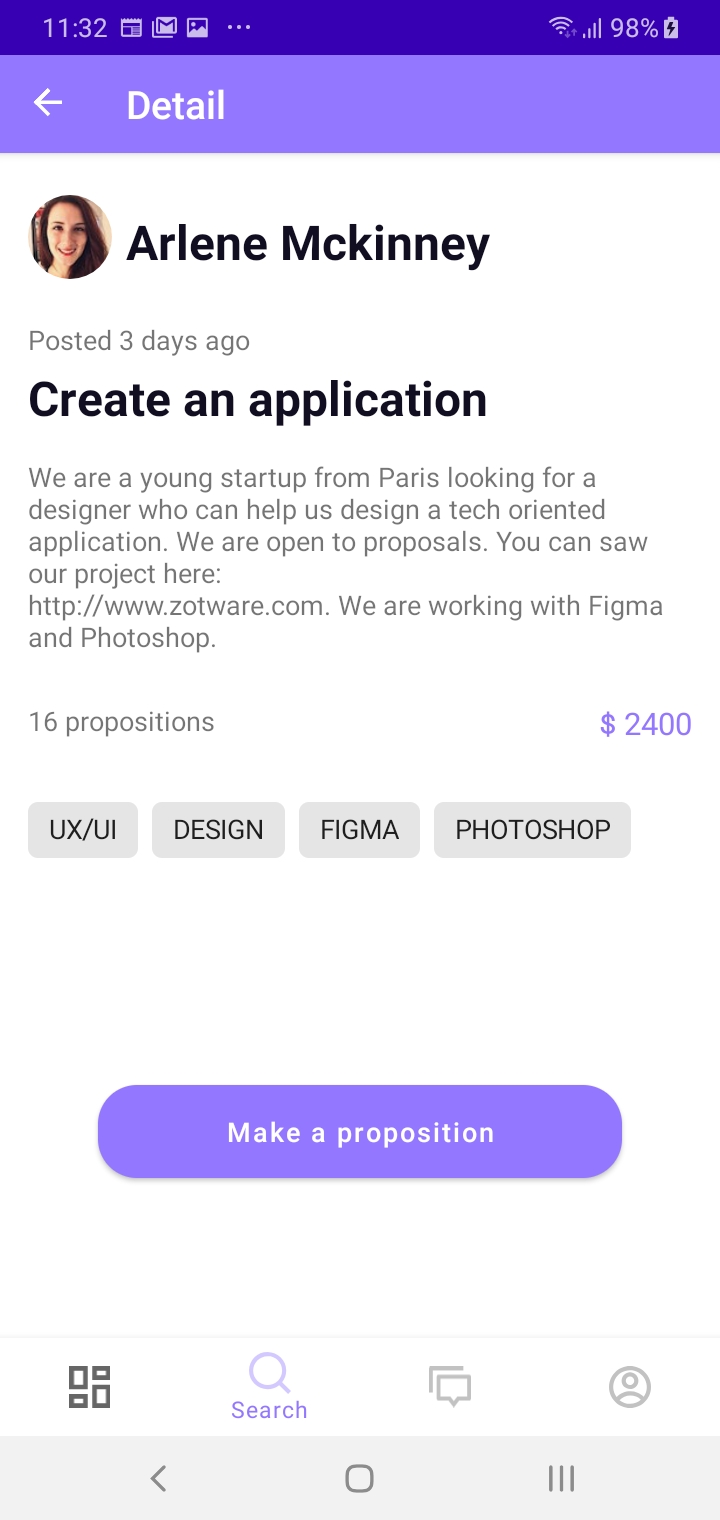 11:32
98%
Detail
Arlene Mckinney
Posted 3 days ago
Create an application
We are a young startup from Paris looking for a
designer who can help us design a tech oriented
application. We are open to proposals. You can saw
our project here:
http://www.zotware.com. We are working with Figma
and Photoshop.
16 propositions
$ 2400
UX/UI
DESIGN
FIGMA
PHOTOSHOP
Make a proposition
Search